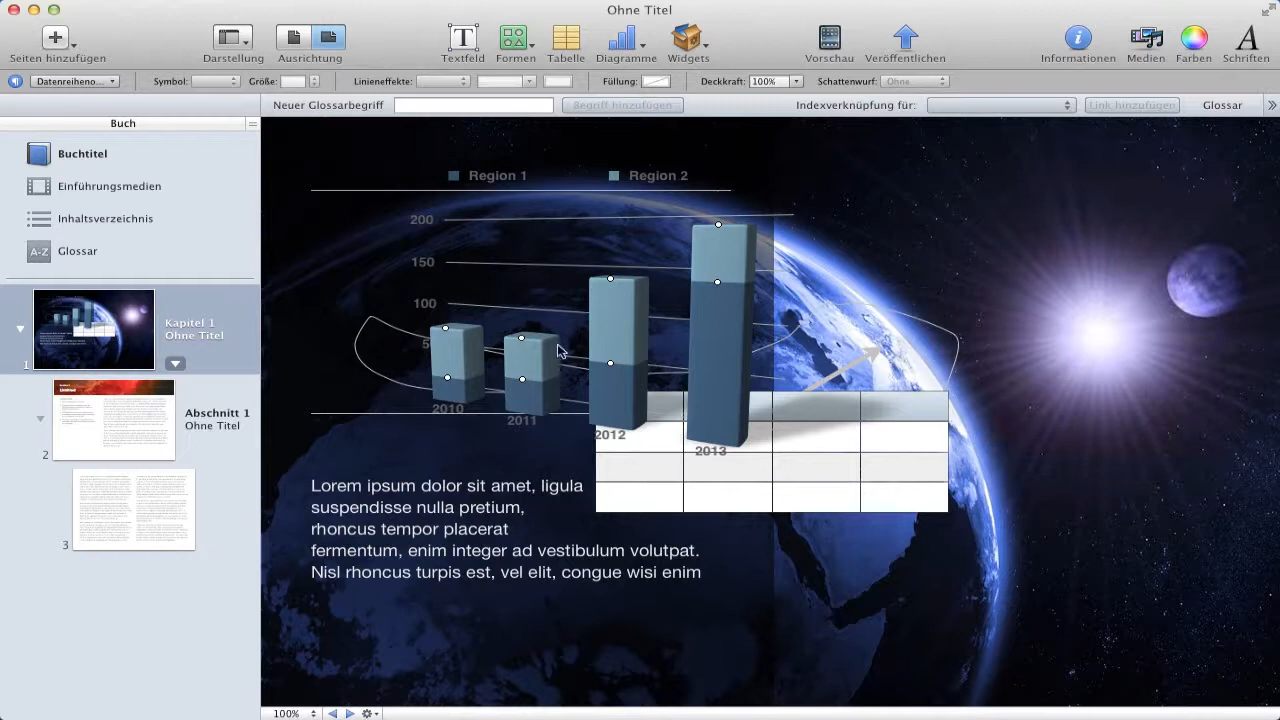 Ohne Titel
Seiten hinzufügen
Darstellung
Ausrichtung
Textfeld
Formen
Tabelle
Diagramme
Widgets
Vorschau
Veröffentlichen
Informationen
Medien
Farben
Schriften
Datenreiheno...
Symbol:
Größe:
Linieneffekte:
Füllung:
Deckkraft: 100%
Schattenwurf: Ohne
Neuer Glossarbegriff
Begriff hinzufügen
Indexverknüpfung für:
Link hinzufügen
Glossar
Buch
Buchtitel
Einführungsmedien
Inhaltsverzeichnis
A-Z Glossar
Kapitel 1
Ohne Titel
1
Abschnitt 1
Ohne Titel
2
3
Region 1
Region 2
200
150
100
2010
2012
2013
Lorem ipsum dolor sit amet ligula
suspendisse nulla pretium,
rhoncus tempor placerat
fermentum, enim integer ad vestibulum volutpat.
Nisl rhoncus turpis est, vel elit, congue wisi enim
100%